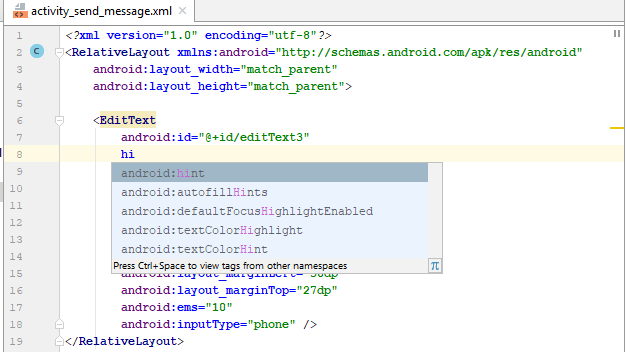 activity_send_message.xml
1 <?xml version="1.0" encoding="utf-8"?>
2 C <RelativeLayout xmlns:android="http://schemas.android.com/apk/res/android"
3 android:layout_width="match_parent"
4 android:layout_height="match_parent">
5
6 <EditText
7 android:id="@+id/editText3"
8 hi
9 android:hint
10 android:autofillHints
11 android:defaultFocusHighlightEnabled
12 android:textColorHighlight
13 android:textColorHint
14 Press Ctrl+Space to view tags from other namespaces π
15
16 android:layout_marginTop="27dp"
17 android:ems="10"
18 android:inputType="phone" />
19 </RelativeLayout>